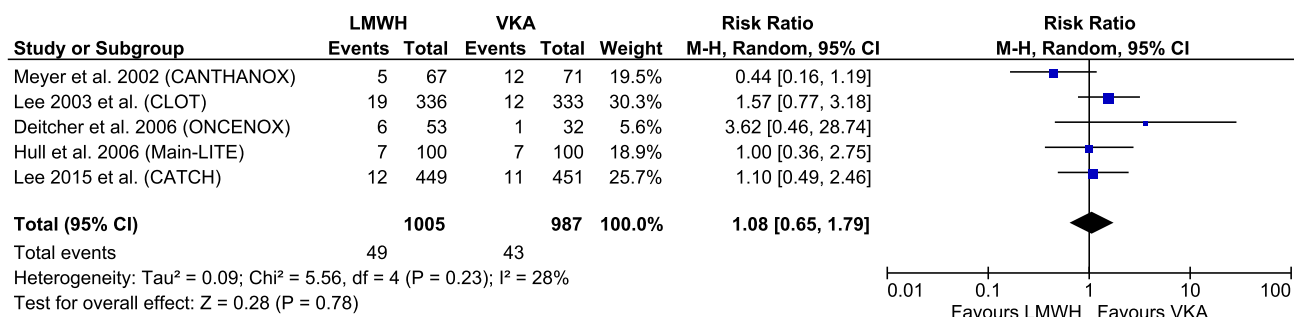 LMWH VKA Risk Ratio Risk Ratio
Study or Subgroup Events Total Events Total Weight M-H, Random, 95% CI M-H, Random, 95% CI
Meyer et al. 2002 (CANTHANOX) 5 67 12 71 19.5% 0.44 [0.16, 1.19]
Lee 2003 et al. (CLOT) 19 336 12 333 30.3% 1.57 [0.77, 3.18]
Deitcher et al. 2006 (ONCENOX) 6 53 1 32 5.6% 3.62 [0.46, 28.74]
Hull et al. 2006 (Main-LITE) 7 100 7 100 18.9% 1.00 [0.36, 2.75]
Lee 2015 et al. (CATCH) 12 449 11 451 25.7% 1.10 [0.49, 2.46]
Total (95% CI) 1005 987 100.0% 1.08 [0.65, 1.79]
Total events 49 43
Heterogeneity: Tau² = 0.09; Chi² = 5.56, df = 4 (P = 0.23); I² = 28%
Test for overall effect: Z = 0.28 (P = 0.78)
0.01 0.1 1 10 100
Favours LMWH Favours VKA